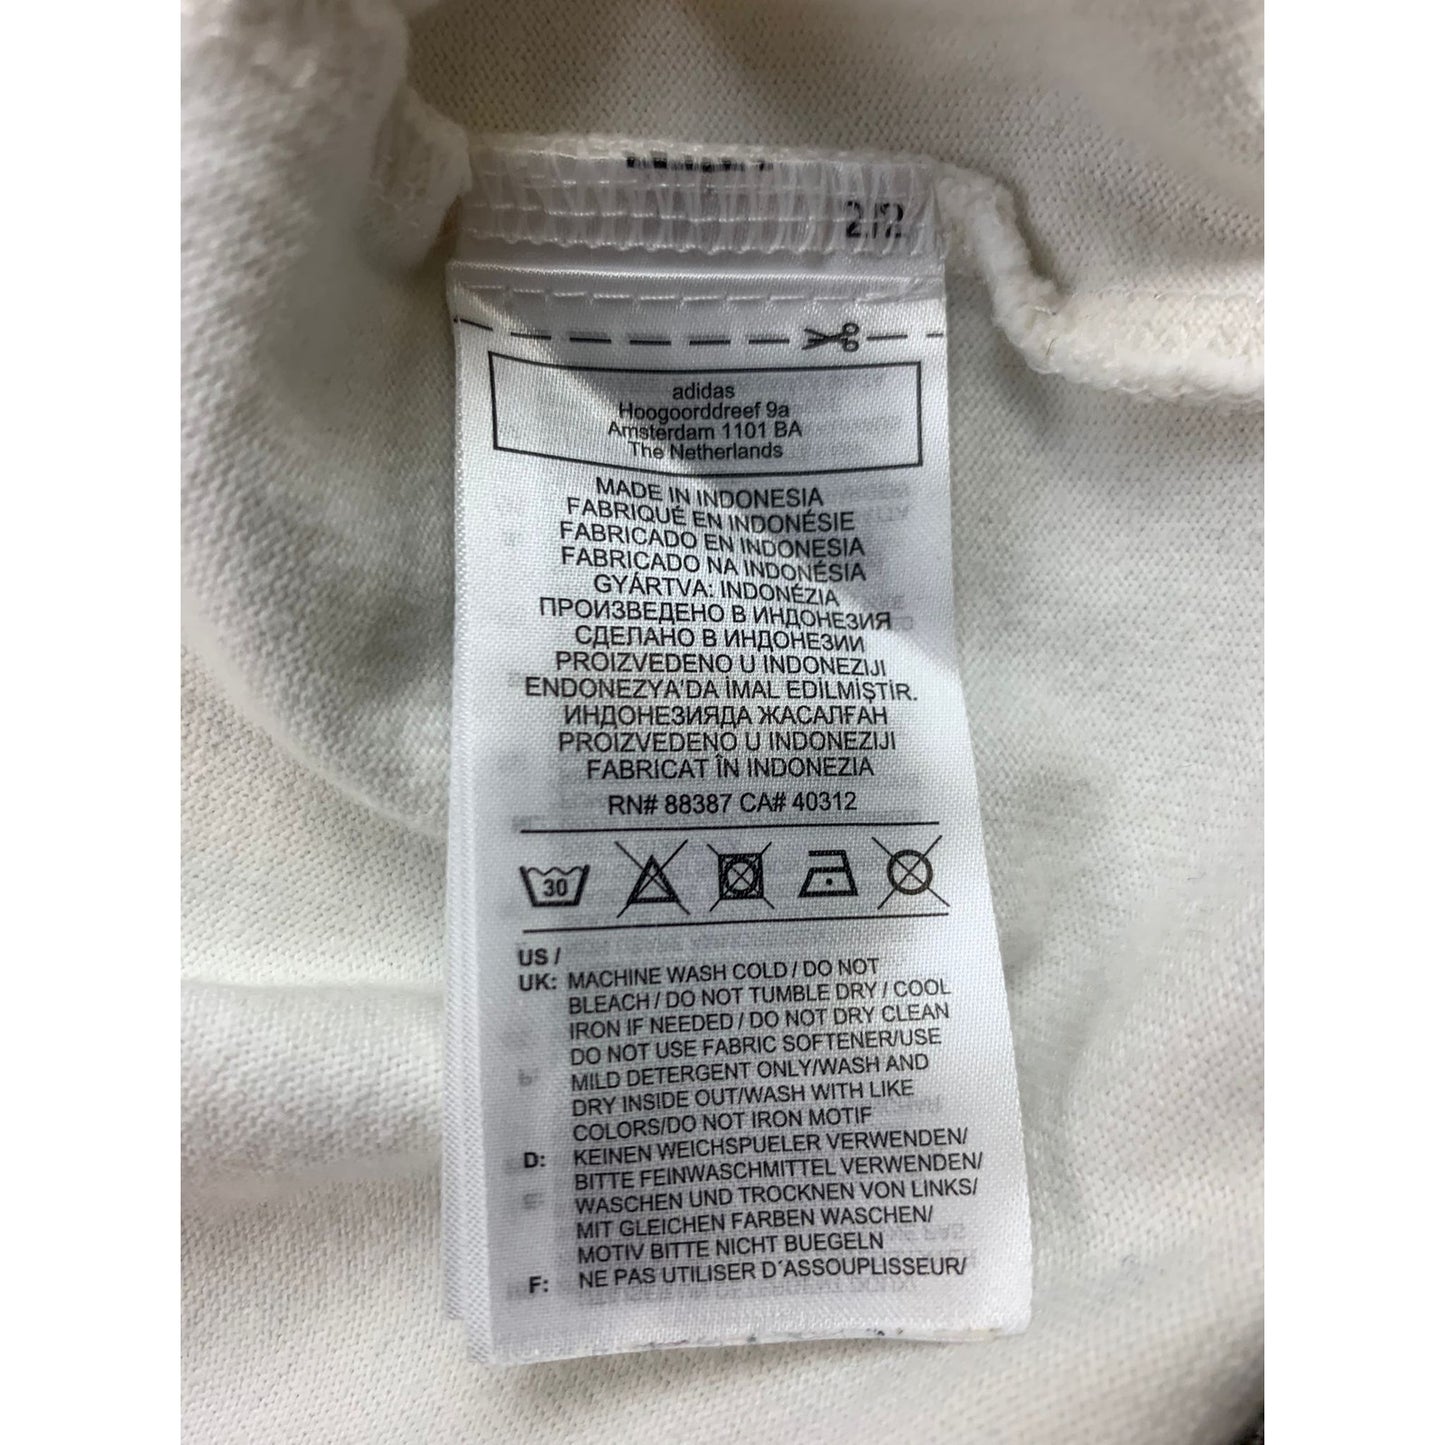 2/2
adidas
Hoogoorddreef 9a
Amsterdam 1101 BA
The Netherlands
MADE IN INDONESIA
FABRIQUÉ EN INDONÉSIE
FABRICADO EN INDONESIA
FABRICADO NA INDONÉSIA
GYÁRTVA: INDONÉZIA
ПРОИЗВЕДЕНО В ИНДОНЕЗИЯ
СДЕЛАНО В ИНДОНЕЗИИ
PROIZVEDENO U INDONEZIJI
ENDONEZYA'DA İMAL EDİLMİŞTİR.
ИНДОНЕЗИЯДА ЖАСАЛҒАН
PROIZVEDENO U INDONEZIJI
FABRICAT ÎN INDONEZIA
RN# 88387 CA# 40312
30
US /
UK: MACHINE WASH COLD / DO NOT
BLEACH / DO NOT TUMBLE DRY / COOL
IRON IF NEEDED / DO NOT DRY CLEAN
DO NOT USE FABRIC SOFTENER/USE
MILD DETERGENT ONLY/WASH AND
DRY INSIDE OUT/WASH WITH LIKE
COLORS/DO NOT IRON MOTIF
D: KEINEN WEICHSPUELER VERWENDEN/
BITTE FEINWASCHMITTEL VERWENDEN/
WASCHEN UND TROCKNEN VON LINKS/
MIT GLEICHEN FARBEN WASCHEN/
MOTIV BITTE NICHT BUEGELN
F: NE PAS UTILISER D´ASSOUPLISSEUR/